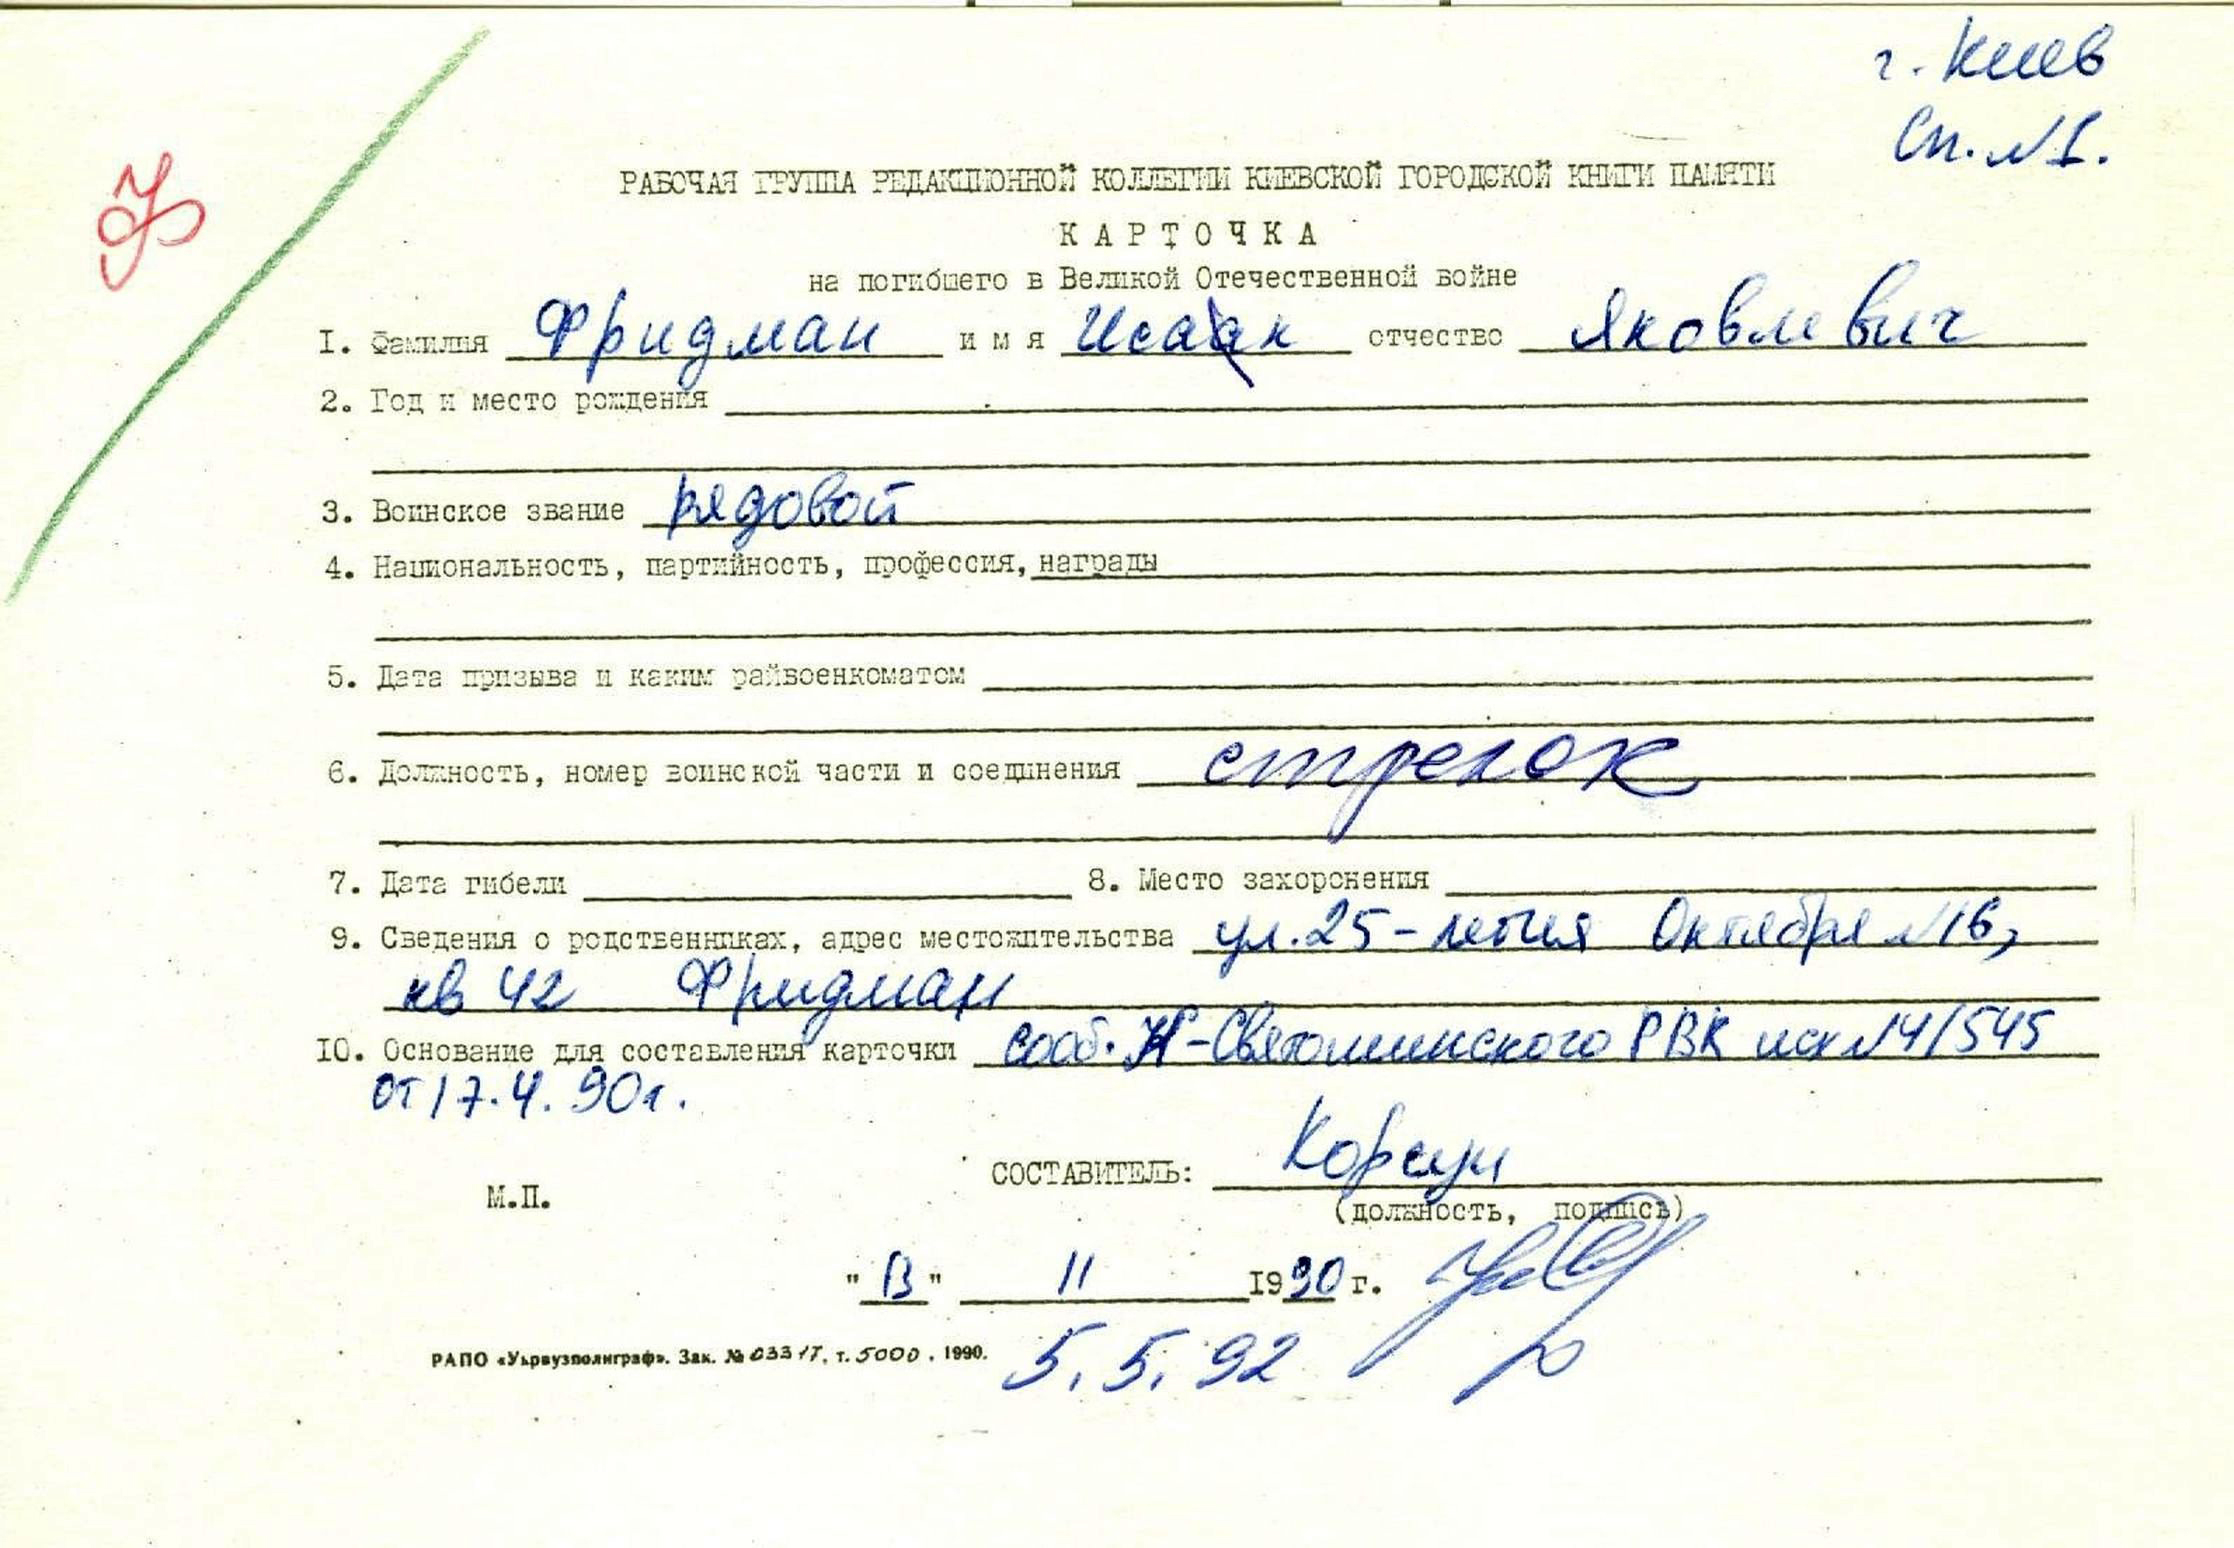 г. Киев
Сп. №1.
Ф
РАБОЧАЯ ГРУППА РЕДАКЦИОННОЙ КОЛЛЕГИИ КИЕВСКОЙ ГОРОДСКОЙ КНИГИ ПАМЯТИ
КАРТОЧКА
на погибшего в Великой Отечественной войне
1. Фамилия Фридман имя Исаак отчество Яковлевич
2. Год и место рождения
3. Воинское звание рядовой
4. Национальность, партийность, профессия, награды
5. Дата призыва и каким райвоенкоматом
6. Должность, номер воинской части и соединения стрелок
7. Дата гибели 8. Место захоронения
9. Сведения о родственниках, адрес местожительства ул. 25-летия Октября №16,
кв 42 Фридман
10. Основание для составления карточки сооб. К-Святошинского РВК исх №4/545
от 17.4.90г.
СОСТАВИТЕЛЬ: Корсун
М.П.
(должность, подпись)
"13" 11 1990 г.
РАПО «Укрвузполиграф». Зак. № 0331Т, т. 5000. 1990.
5.5.92